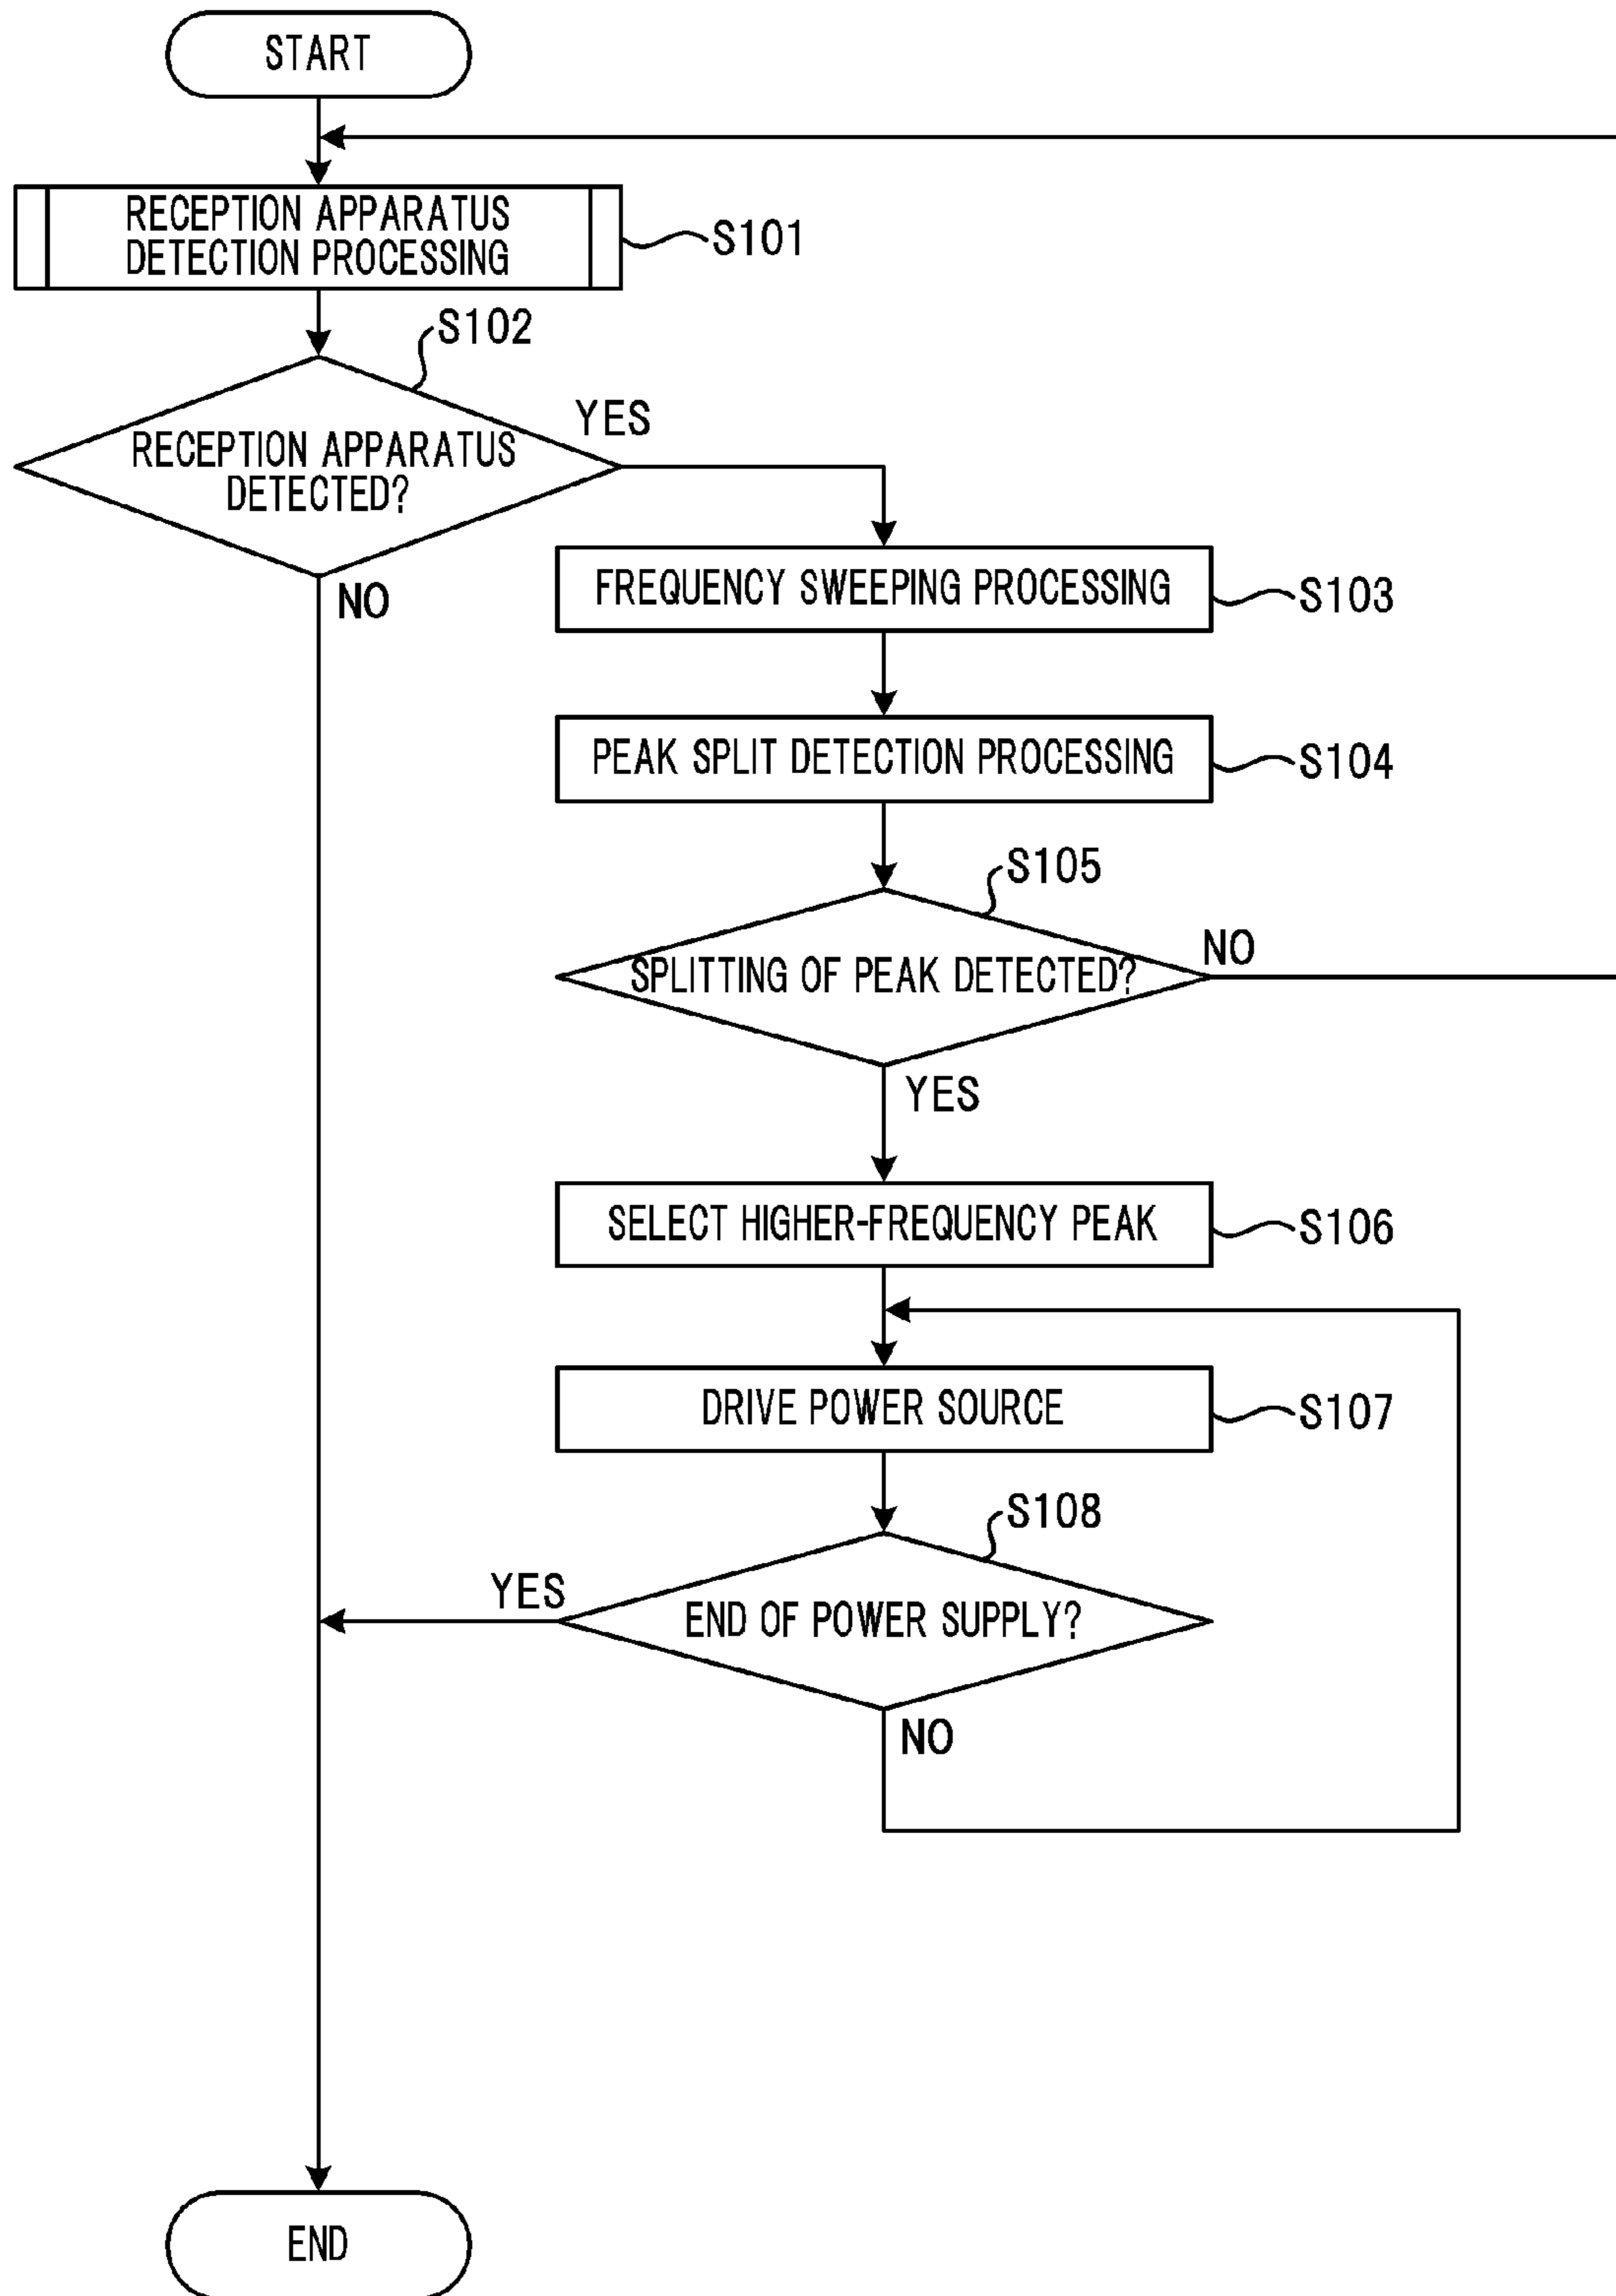 START
RECEPTION APPARATUS
DETECTION PROCESSING
S101
S102
RECEPTION APPARATUS
DETECTED?
YES
NO
FREQUENCY SWEEPING PROCESSING
S103
PEAK SPLIT DETECTION PROCESSING
S104
S105
SPLITTING OF PEAK DETECTED?
NO
YES
SELECT HIGHER-FREQUENCY PEAK
S106
DRIVE POWER SOURCE
S107
S108
YES
END OF POWER SUPPLY?
NO
END